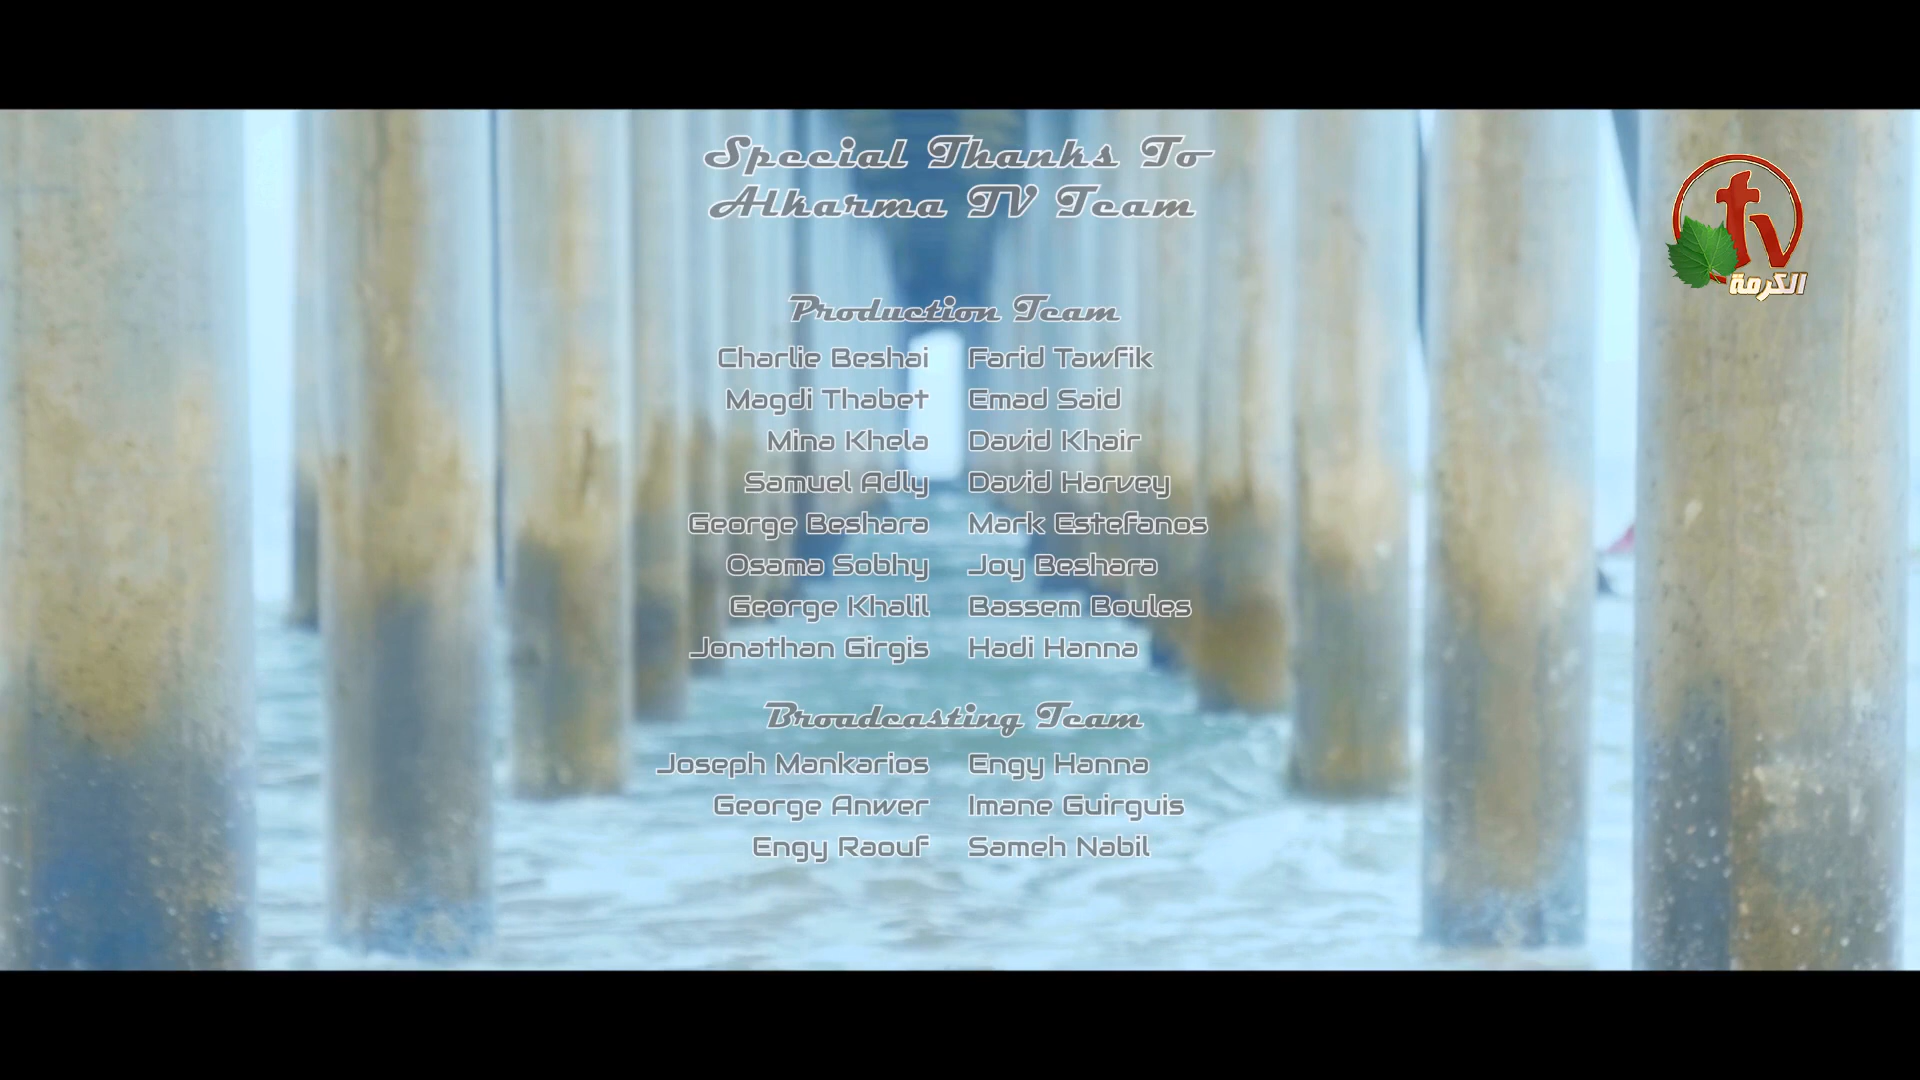 Special Thanks To
Alkarma TV Team
tv
الكرمة
Production Team
Charlie Beshai Farid Tawfik
Magdi Thabet Emad Said
Mina Khela David Khair
Samuel Adly David Harvey
George Beshara Mark Estefanos
Osama Sobhy Joy Beshara
George Khalil Bassem Boules
Jonathan Girgis Hadi Hanna
Broadcasting Team
Joseph Mankarios Engy Hanna
George Anwer Imane Guirguis
Engy Raouf Sameh Nabil